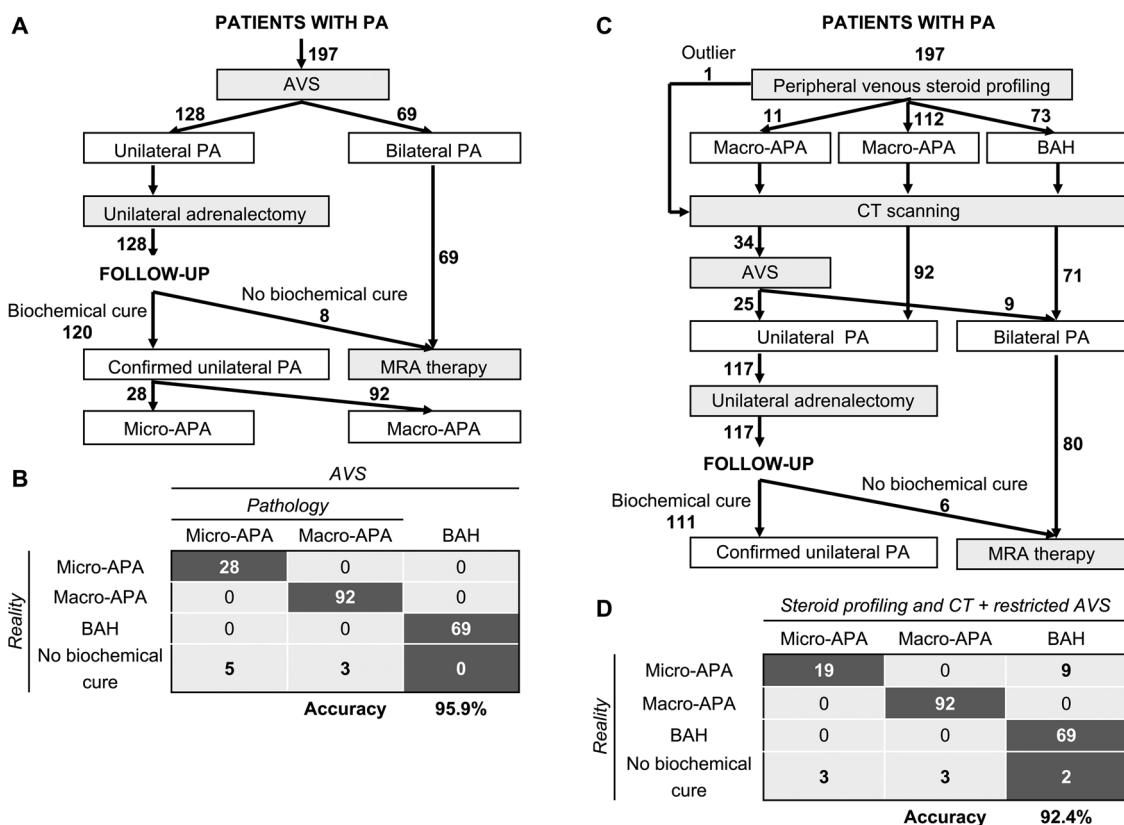 A
PATIENTS WITH PA
197
AVS
128
69
Unilateral PA
Bilateral PA
Unilateral adrenalectomy
128
69
FOLLOW-UP
No biochemical cure
8
Biochemical cure
120
Confirmed unilateral PA
MRA therapy
28
92
Micro-APA
Macro-APA
B
AVS
Pathology
Micro-APA Macro-APA BAH
Reality
Micro-APA 28 0 0
Macro-APA 0 92 0
BAH 0 0 69
No biochemical
cure
5 3 0
Accuracy 95.9%
C
PATIENTS WITH PA
Outlier
1
197
Peripheral venous steroid profiling
11
112
73
Macro-APA
Macro-APA
BAH
CT scanning
34
AVS
92
71
25
9
Unilateral PA
Bilateral PA
117
Unilateral adrenalectomy
117
80
FOLLOW-UP
No biochemical cure
6
Biochemical cure
111
Confirmed unilateral PA
MRA therapy
D
Steroid profiling and CT + restricted AVS
Micro-APA Macro-APA BAH
Reality
Micro-APA 19 0 9
Macro-APA 0 92 0
BAH 0 0 69
No biochemical
cure
3 3 2
Accuracy 92.4%